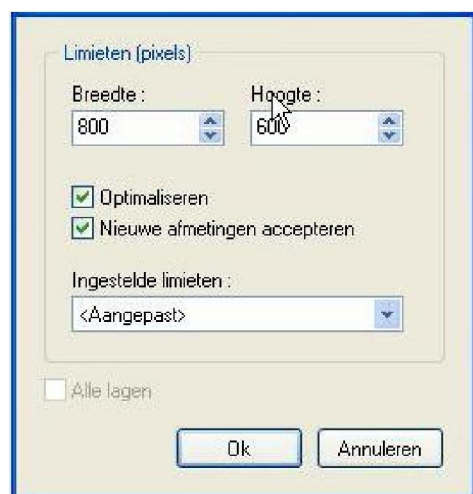 Limieten (pixels)
Breedte : Hoogte :
800 600
Optimaliseren
Nieuwe afmetingen accepteren
Ingestelde limieten :
<Aangepast>
Alle lagen
Ok Annuleren